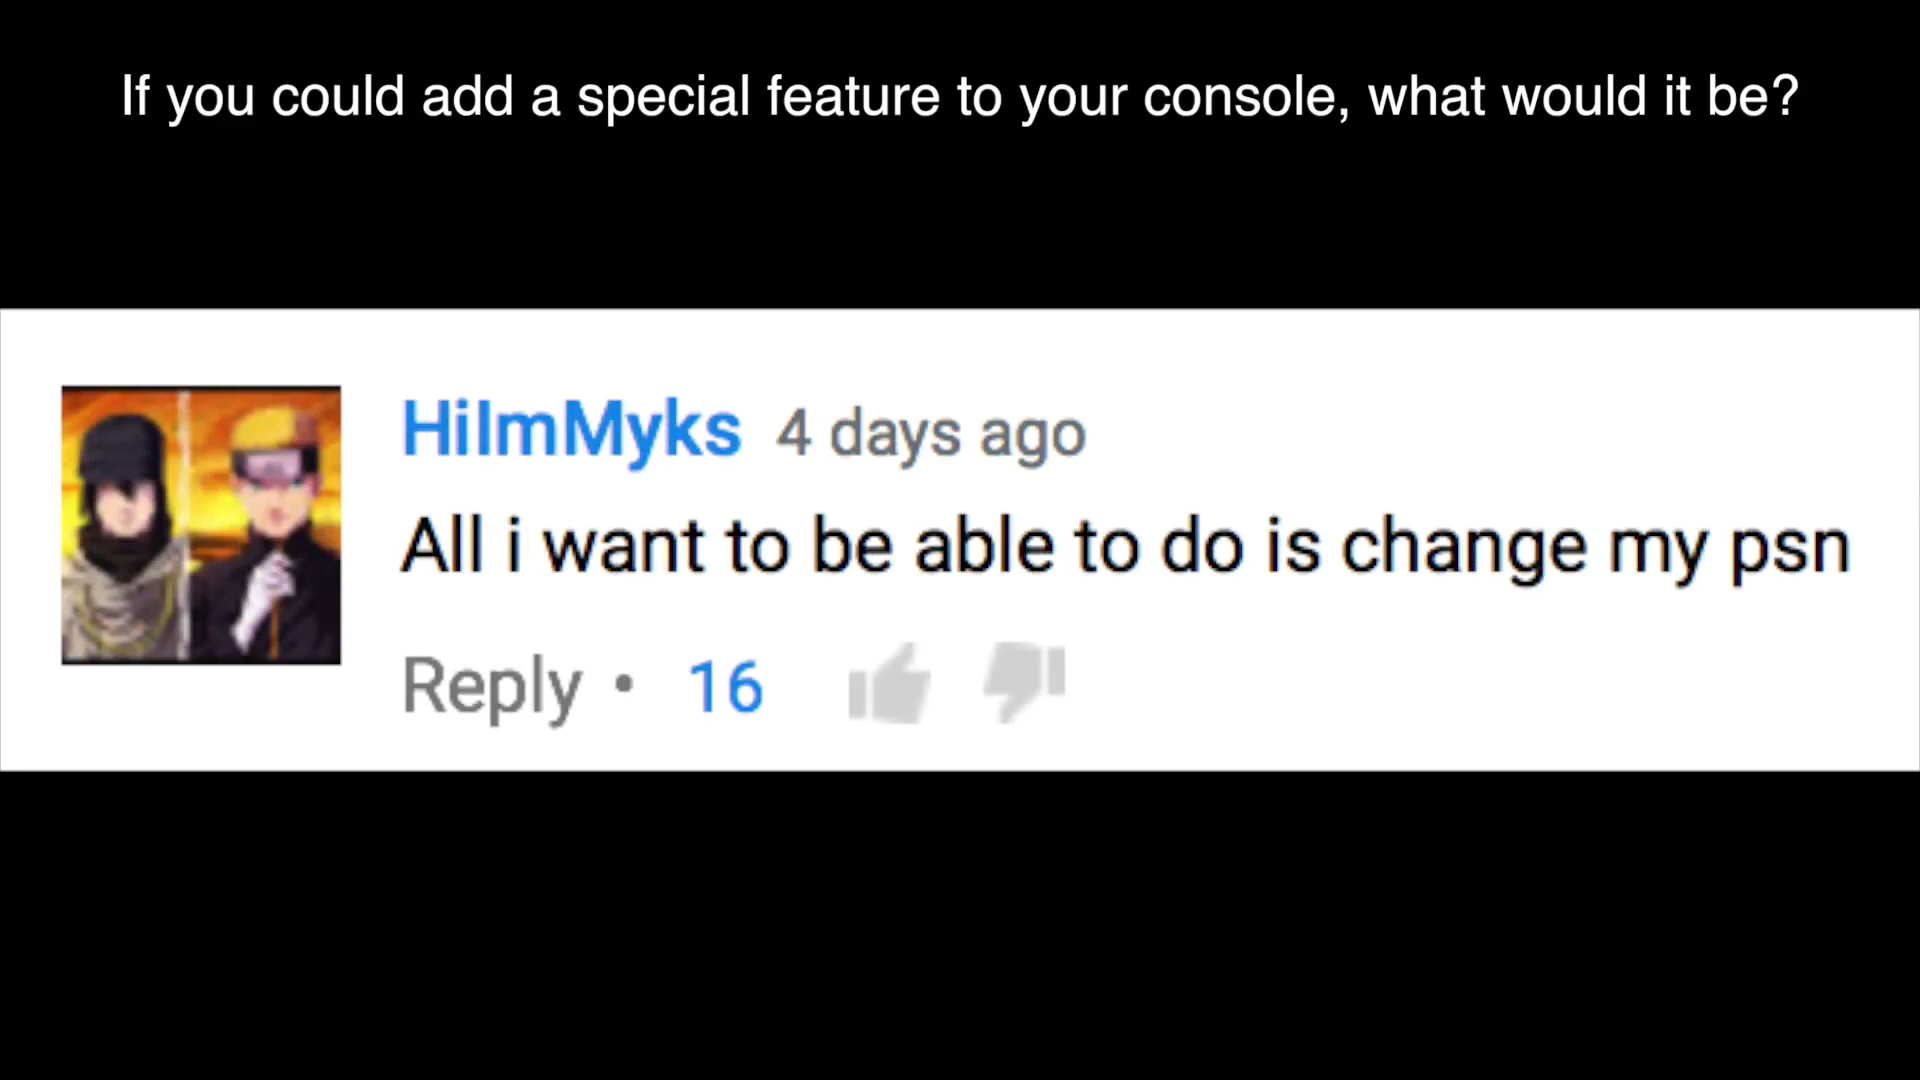 If you could add a special feature to your console, what would it be?
HiImMyks 4 days ago
All i want to be able to do is change my psn
Reply • 16